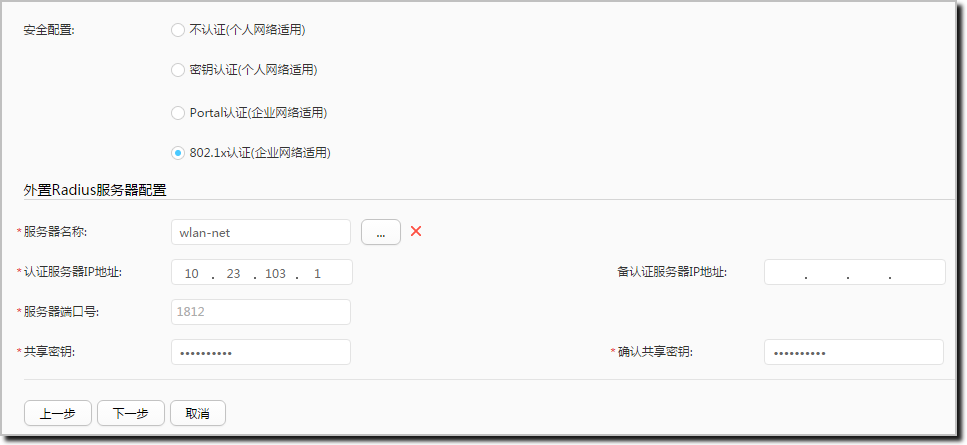 安全配置:
不认证(个人网络适用)
密钥认证(个人网络适用)
Portal认证(企业网络适用)
802.1x认证(企业网络适用)
外置Radius服务器配置
*服务器名称: wlan-net ...
*认证服务器IP地址: 10 . 23 . 103 . 1 备认证服务器IP地址: . . .
*服务器端口号: 1812
*共享密钥: •••••••••• *确认共享密钥: ••••••••••
上一步 下一步 取消